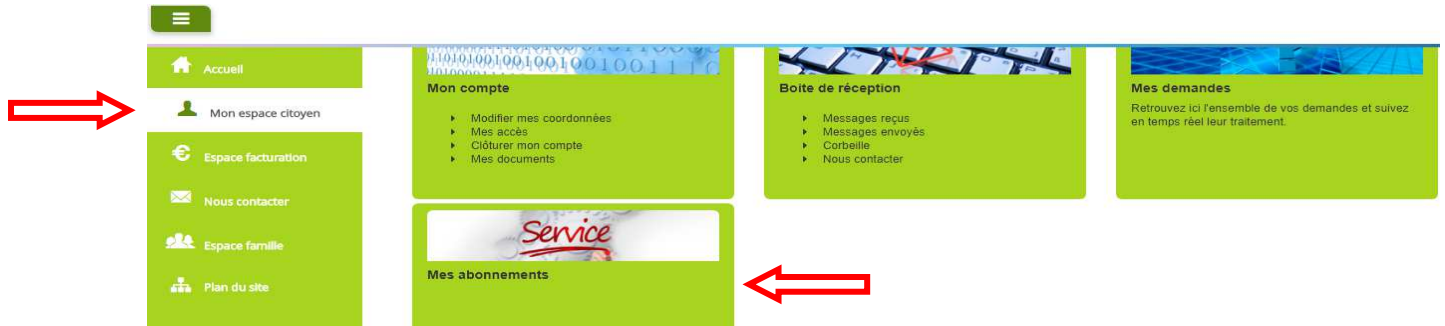 Accueil
Mon espace citoyen
Espace facturation
Nous contacter
Espace famille
Plan du site
Mon compte
Modifier mes coordonnées
Mes accès
Clôturer mon compte
Mes documents
Boite de réception
Messages reçus
Messages envoyés
Corbeille
Nous contacter
Mes demandes
Retrouvez ici l'ensemble de vos demandes et suivez
en temps réel leur traitement.
Service
Mes abonnements